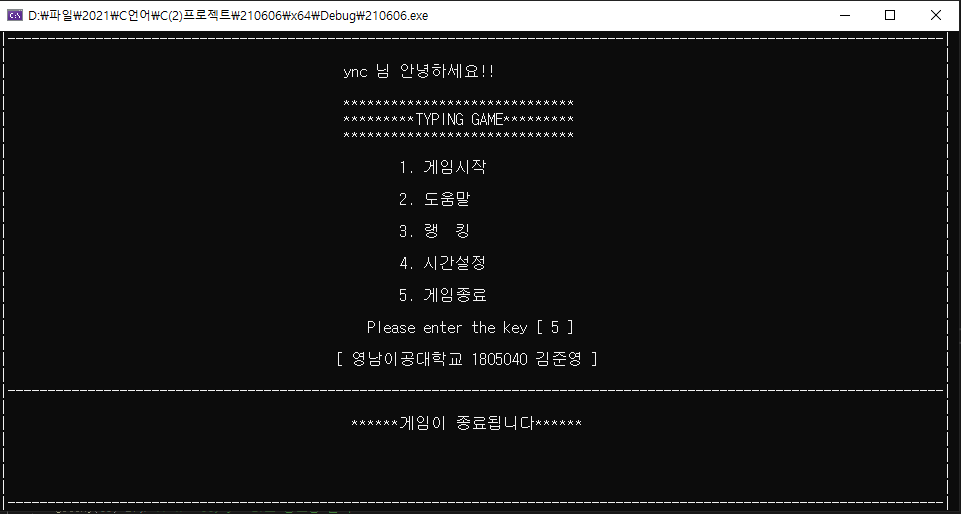 D:₩파일₩2021₩C언어₩C(2)프로젝트₩210606₩x64₩Debug₩210606.exe
ync 님 안녕하세요!!
*****************************
*********TYPING GAME*********
*****************************
1. 게임시작
2. 도움말
3. 랭  킹
4. 시간설정
5. 게임종료
Please enter the key [ 5 ]
[ 영남이공대학교 1805040 김준영 ]
******게임이 종료됩니다******